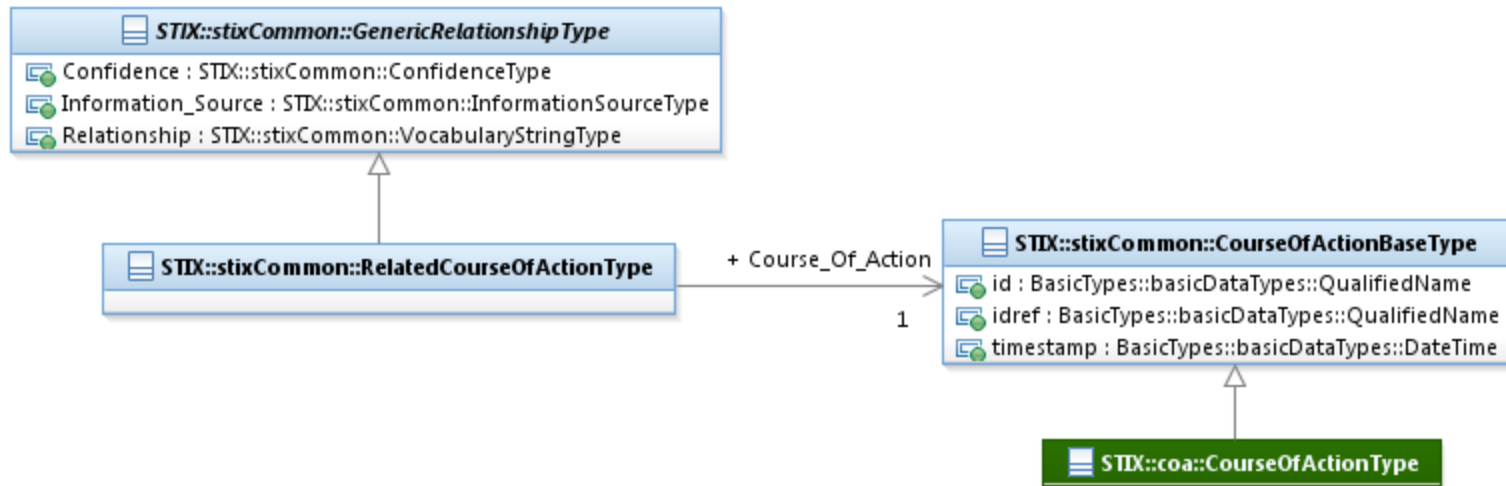 STIX::stixCommon::GenericRelationshipType
Confidence : STIX::stixCommon::ConfidenceType
Information_Source : STIX::stixCommon::InformationSourceType
Relationship : STIX::stixCommon::VocabularyStringType
STIX::stixCommon::RelatedCourseOfActionType
+ Course_Of_Action
1
STIX::stixCommon::CourseOfActionBaseType
id : BasicTypes::basicDataTypes::QualifiedName
idref : BasicTypes::basicDataTypes::QualifiedName
timestamp : BasicTypes::basicDataTypes::DateTime
STIX::coa::CourseOfActionType